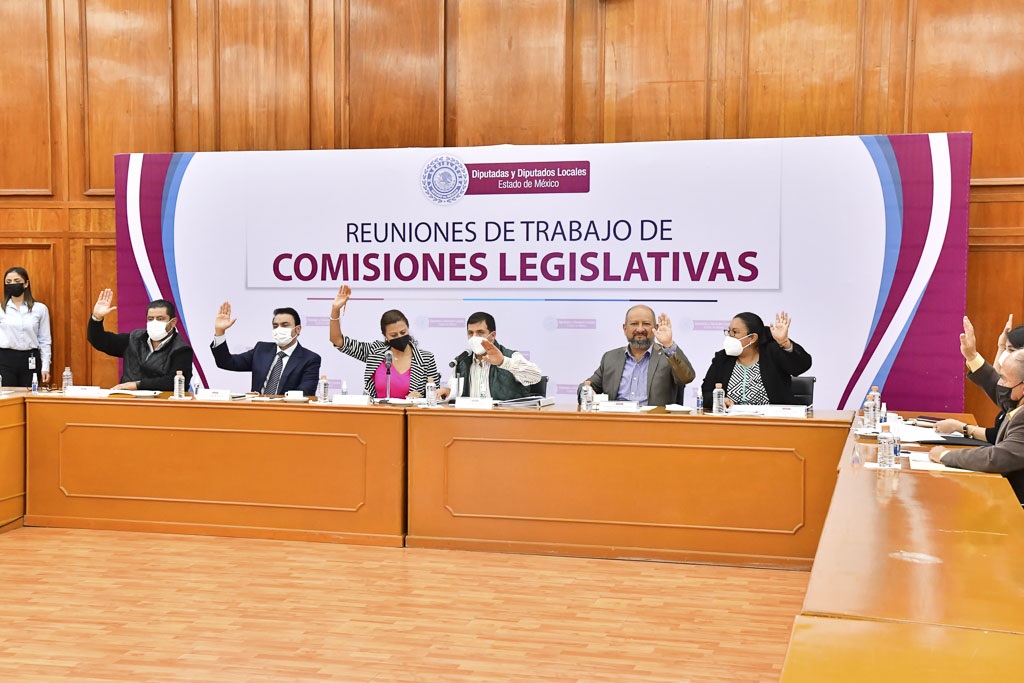 Diputadas y Diputados Locales
Estado de México
REUNIONES DE TRABAJO DE
COMISIONES LEGISLATIVAS